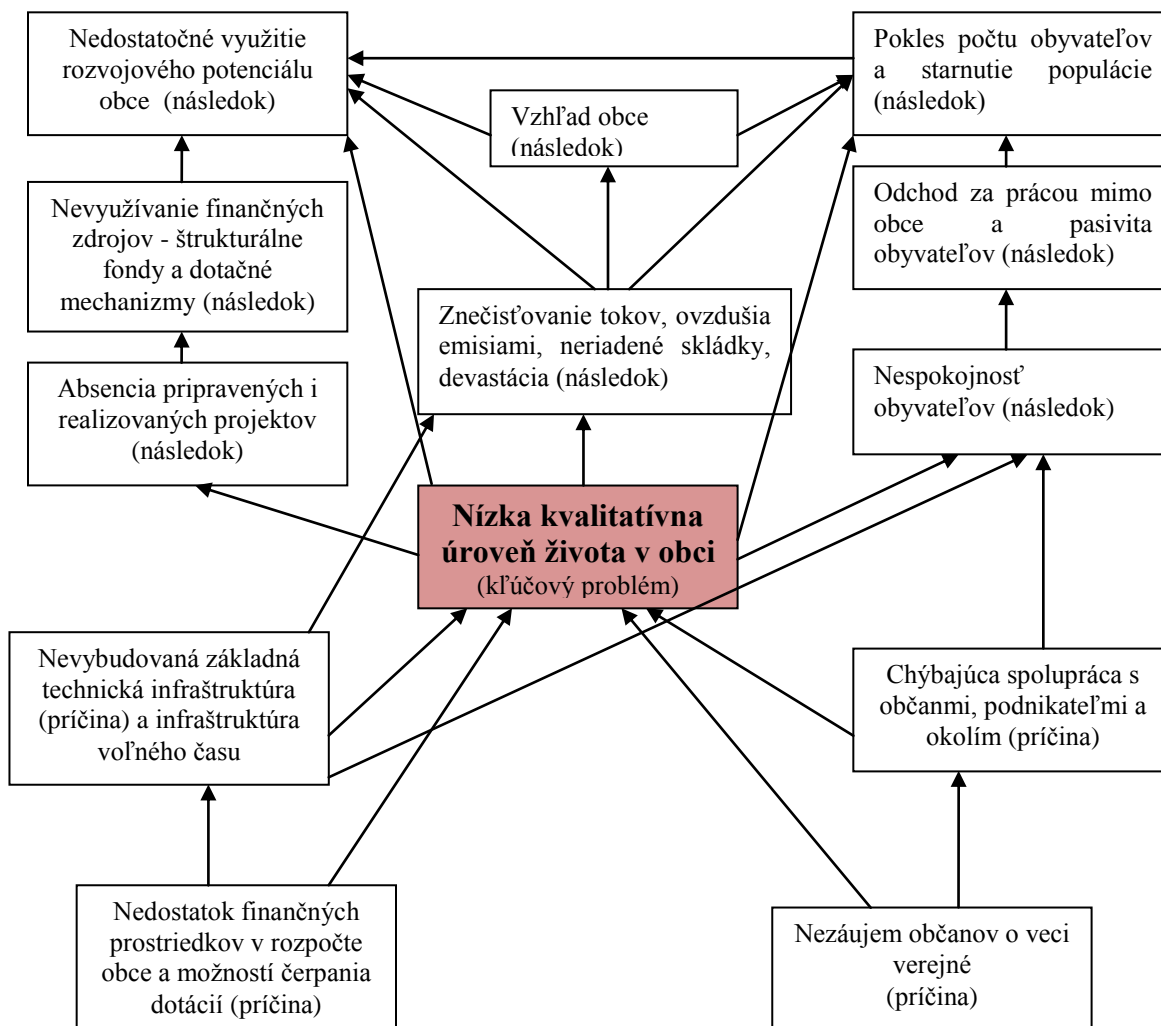 Nedostatočné využitie
rozvojového potenciálu
obce (následok)
Pokles počtu obyvateľov
a starnutie populácie
(následok)
Vzhľad obce
(následok)
Nevyužívanie finančných
zdrojov - štrukturálne
fondy a dotačné
mechanizmy (následok)
Odchod za prácou mimo
obce a pasivita
obyvateľov (následok)
Znečisťovanie tokov, ovzdušia
emisiami, neriadené skládky,
devastácia (následok)
Absencia pripravených i
realizovaných projektov
(následok)
Nespokojnosť
obyvateľov (následok)
Nízka kvalitatívna
úroveň života v obci
(kľúčový problém)
Nevybudovaná základná
technická infraštruktúra
(príčina) a infraštruktúra
voľného času
Chýbajúca spolupráca s
občanmi, podnikateľmi a
okolím (príčina)
Nedostatok finančných
prostriedkov v rozpočte
obce a možností čerpania
dotácií (príčina)
Nezáujem občanov o veci
verejné
(príčina)